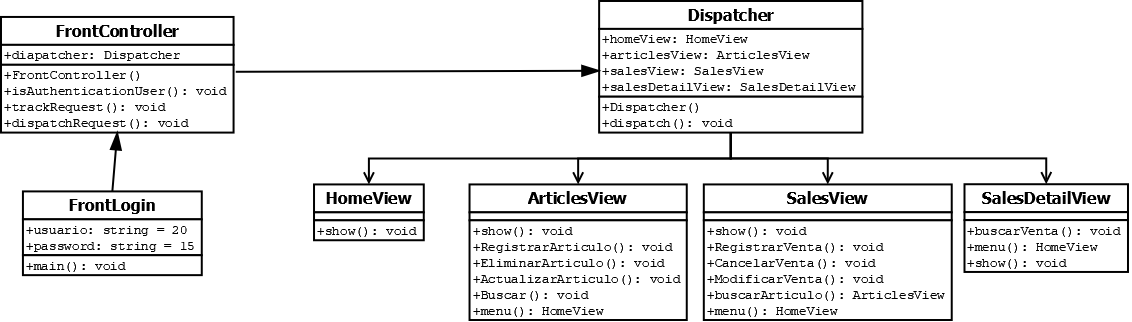 FrontController
+diapatcher: Dispatcher
+FrontController()
+isAuthenticationUser(): void
+trackRequest(): void
+dispatchRequest(): void
Dispatcher
+homeView: HomeView
+articlesView: ArticlesView
+salesView: SalesView
+salesDetailView: SalesDetailView
+Dispatcher()
+dispatch(): void
FrontLogin
+usuario: string = 20
+password: string = 15
+main(): void
HomeView
+show(): void
ArticlesView
+show(): void
+RegistrarArticulo(): void
+EliminarArticulo(): void
+ActualizarArticulo(): void
+Buscar(): void
+menu(): HomeView
SalesView
+show(): void
+RegistrarVenta(): void
+CancelarVenta(): void
+ModificarVenta(): void
+buscarArticulo(): ArticlesView
+menu(): HomeView
SalesDetailView
+buscarVenta(): void
+menu(): HomeView
+show(): void